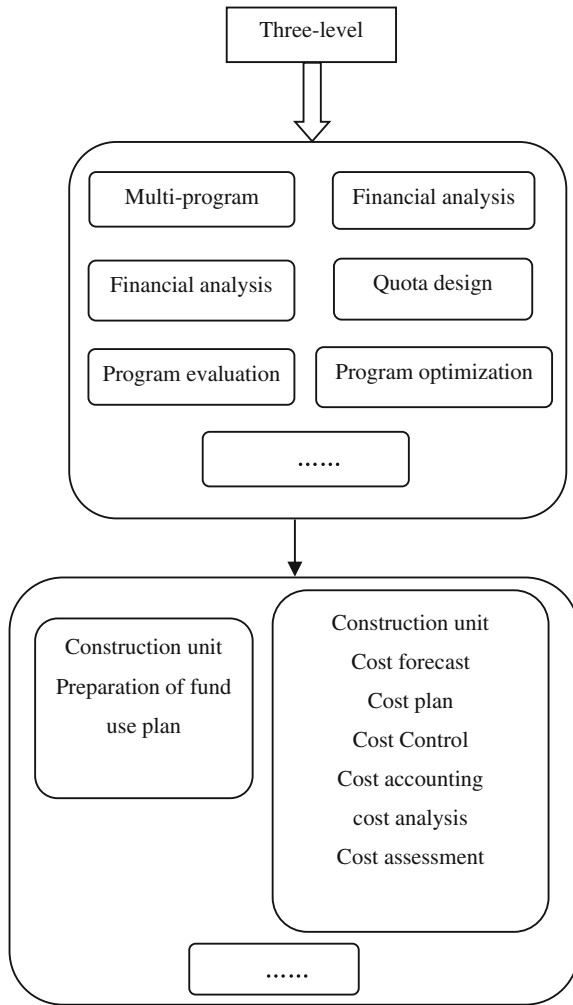 Three-level
Multi-program
Financial analysis
Financial analysis
Quota design
Program evaluation
Program optimization
……
Construction unit
Preparation of fund
use plan
Construction unit
Cost forecast
Cost plan
Cost Control
Cost accounting
cost analysis
Cost assessment
……